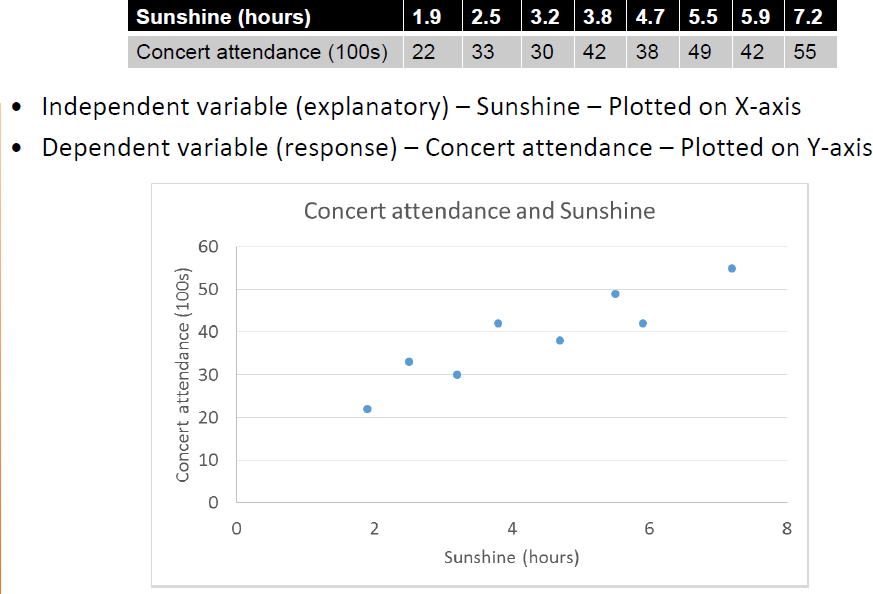 Sunshine (hours) 1.9 2.5 3.2 3.8 4.7 5.5 5.9 7.2
Concert attendance (100s) 22 33 30 42 38 49 42 55
• Independent variable (explanatory) – Sunshine – Plotted on X-axis
• Dependent variable (response) – Concert attendance – Plotted on Y-axis
Concert attendance and Sunshine
Concert attendance (100s)
60
50
40
30
20
10
0
0 2 4 6 8
Sunshine (hours)